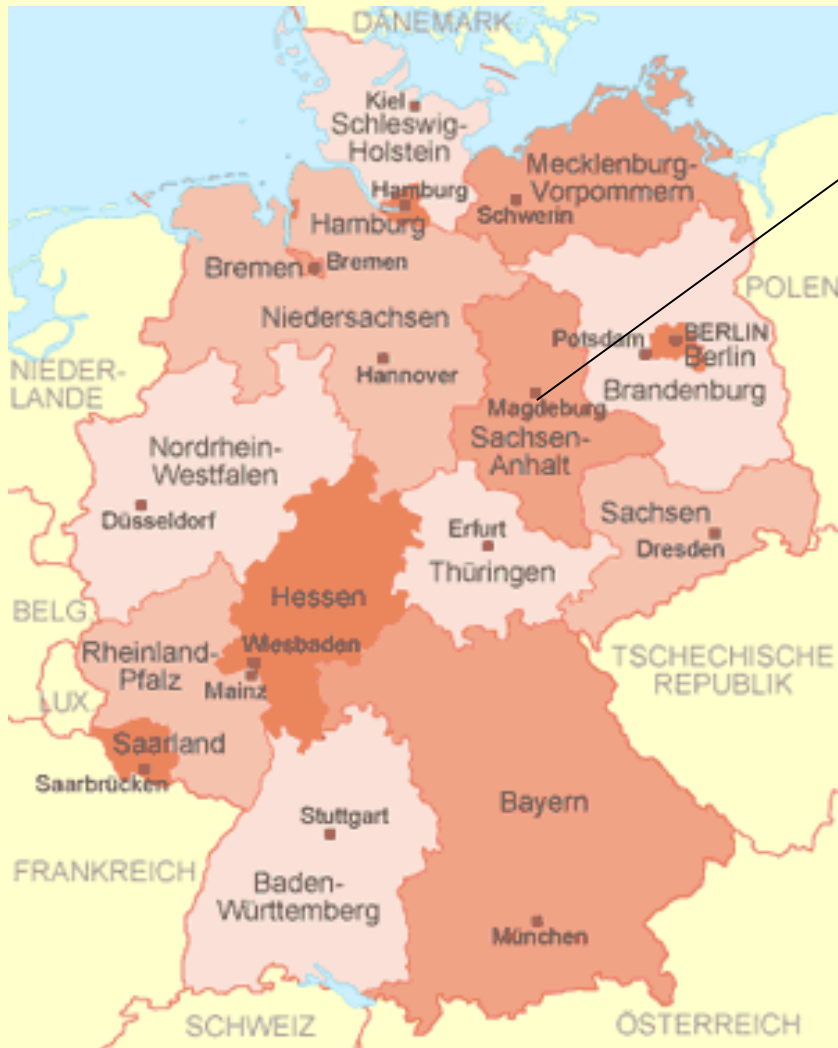 DÄNEMARK
Kiel
Schleswig-
Holstein
Mecklenburg-
Vorpommern
Hamburg
Schwerin
Hamburg
Bremen
Bremen
POLEN
Niedersachsen
BERLIN
Potsdam
Berlin
NIEDER-
LANDE
Hannover
Brandenburg
Magdeburg
Nordrhein-
Westfalen
Sachsen-
Anhalt
Düsseldorf
Sachsen
Erfurt
Dresden
Thüringen
Hessen
BELG
Wiesbaden
Rheinland-
Pfalz
TSCHECHISCHE
REPUBLIK
Mainz
LUX.
Saarland
Saarbrücken
Bayern
Stuttgart
FRANKREICH
Baden-
Württemberg
München
SCHWEIZ
ÖSTERREICH